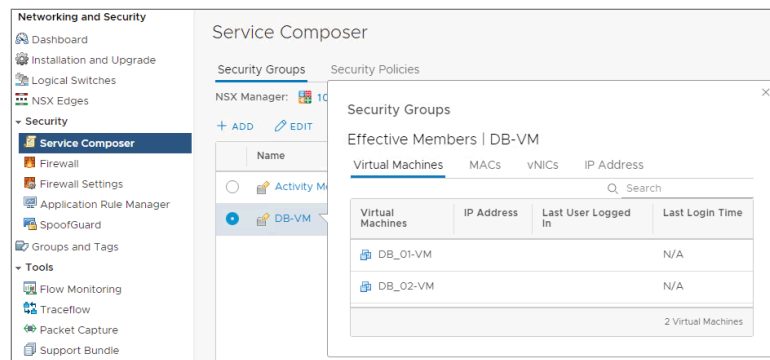 Networking and Security
Dashboard
Installation and Upgrade
Logical Switches
NSX Edges
Security
Service Composer
Firewall
Firewall Settings
Application Rule Manager
SpoofGuard
Groups and Tags
Tools
Flow Monitoring
Traceflow
Packet Capture
Support Bundle
Service Composer
Security Groups Security Policies
NSX Manager: 10
+ ADD EDIT
Name
Activity
DB-VM
Security Groups
Effective Members | DB-VM
Virtual Machines MACs vNICs IP Address
Search
Virtual Machines IP Address Last User Logged In Last Login Time
DB_01-VM N/A
DB_02-VM N/A
2 Virtual Machines